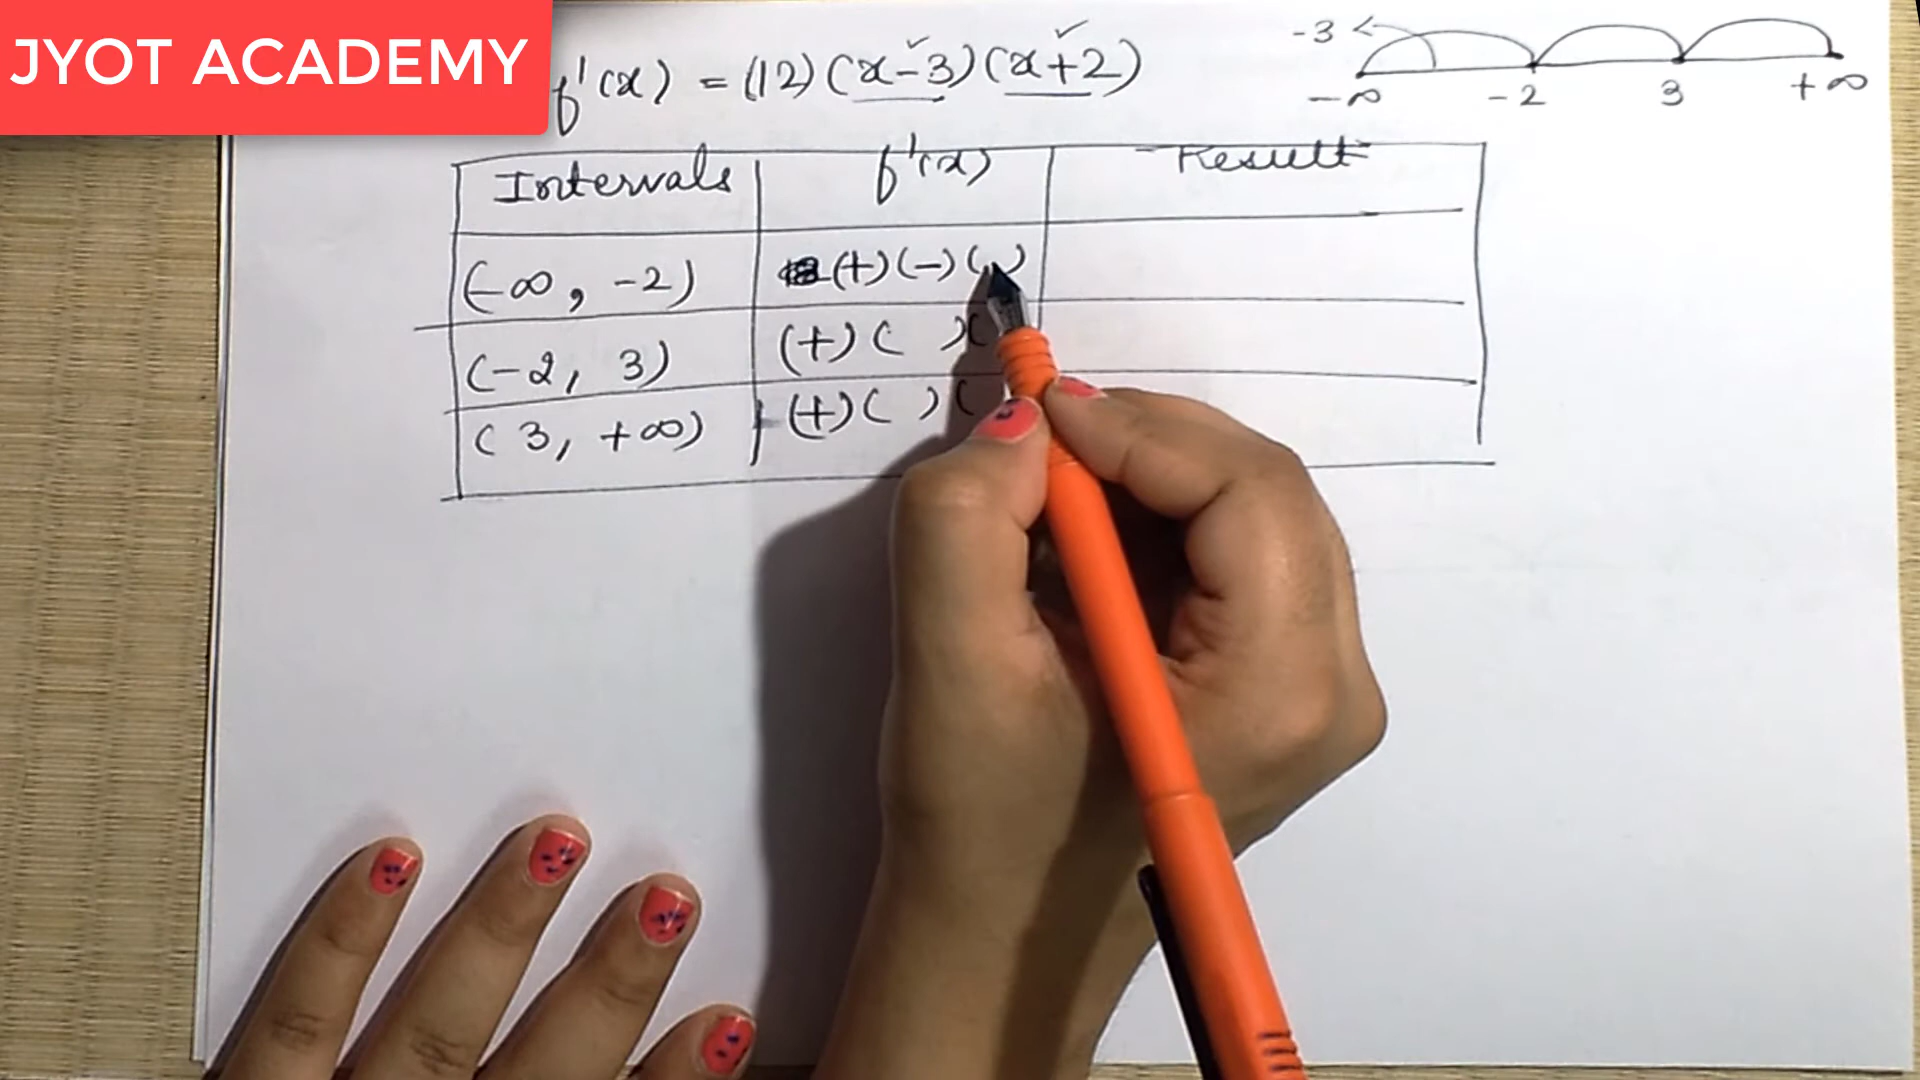 JYOT ACADEMY
f'(x) = (12)(x-3)(x+2)
-3
-∞ -2 3 +∞
Intervals f'(x) Result
(-∞, -2) (+)(-)( )
(-2, 3) (+)( )(
(3, +∞) (+)( )(